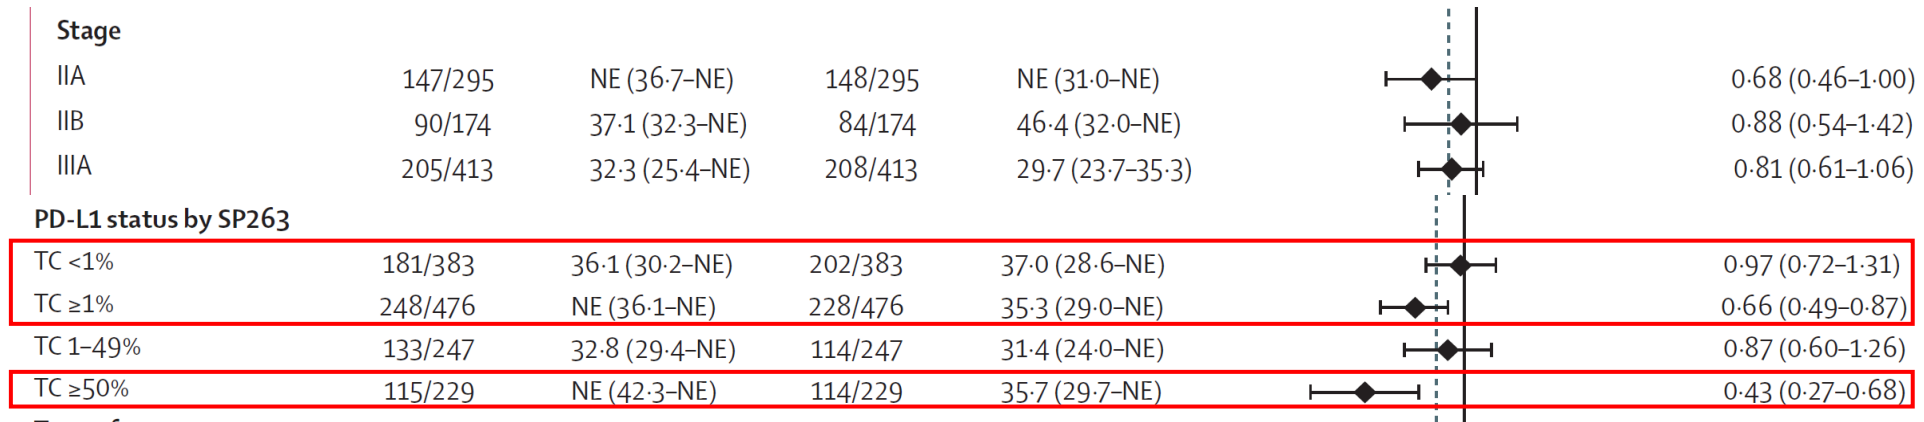 Stage
IIA 147/295 NE (36·7–NE) 148/295 NE (31·0–NE) 0·68 (0·46–1·00)
IIB 90/174 37·1 (32·3–NE) 84/174 46·4 (32·0–NE) 0·88 (0·54–1·42)
IIIA 205/413 32·3 (25·4–NE) 208/413 29·7 (23·7–35·3) 0·81 (0·61–1·06)
PD-L1 status by SP263
TC <1% 181/383 36·1 (30·2–NE) 202/383 37·0 (28·6–NE) 0·97 (0·72–1·31)
TC ≥1% 248/476 NE (36·1–NE) 228/476 35·3 (29·0–NE) 0·66 (0·49–0·87)
TC 1–49% 133/247 32·8 (29·4–NE) 114/247 31·4 (24·0–NE) 0·87 (0·60–1·26)
TC ≥50% 115/229 NE (42·3–NE) 114/229 35·7 (29·7–NE) 0·43 (0·27–0·68)